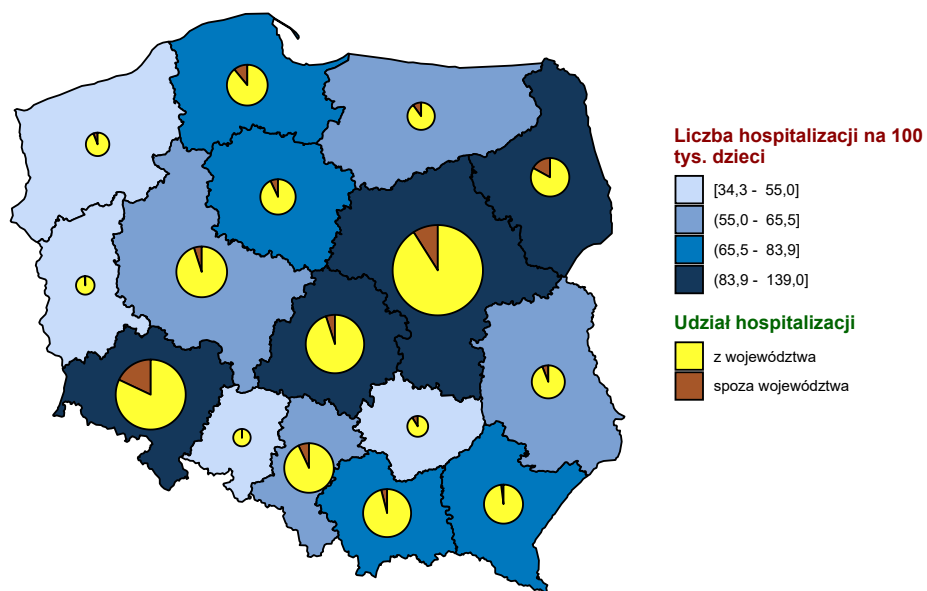 Liczba hospitalizacji na 100
tys. dzieci
[34,3 - 55,0]
(55,0 - 65,5]
(65,5 - 83,9]
(83,9 - 139,0]
Udział hospitalizacji
z województwa
spoza województwa